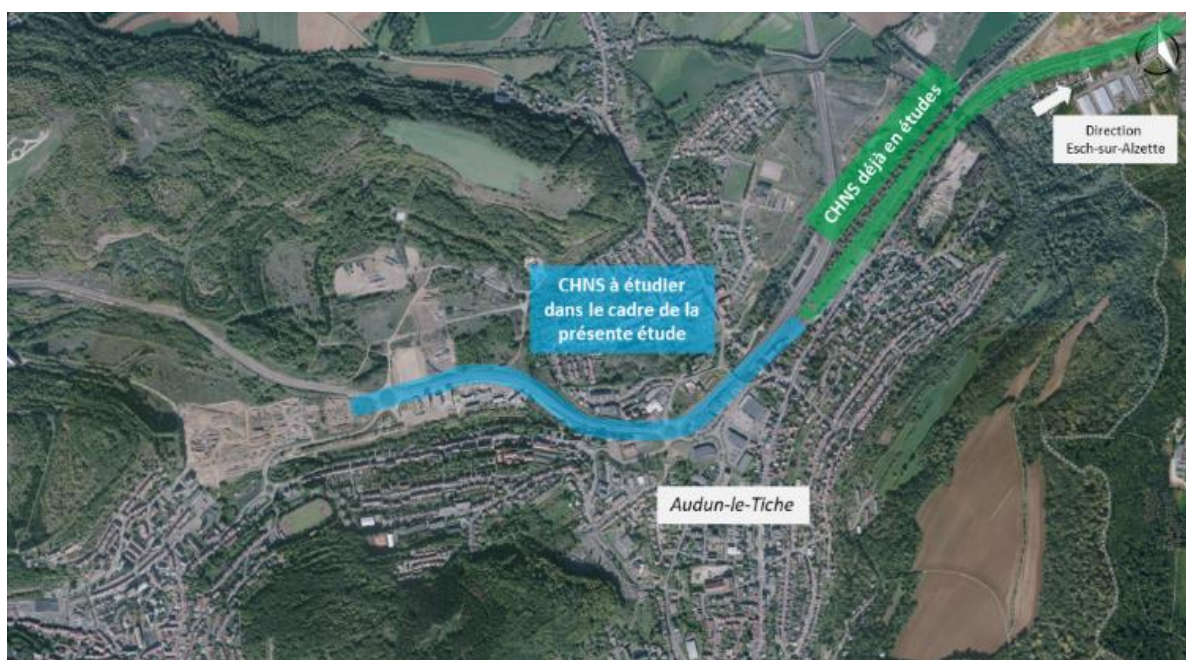 CHNS déjà en études
Direction
Esch-sur-Alzette
CHNS à étudier
dans le cadre de la
présente étude
Audun-le-Tiche